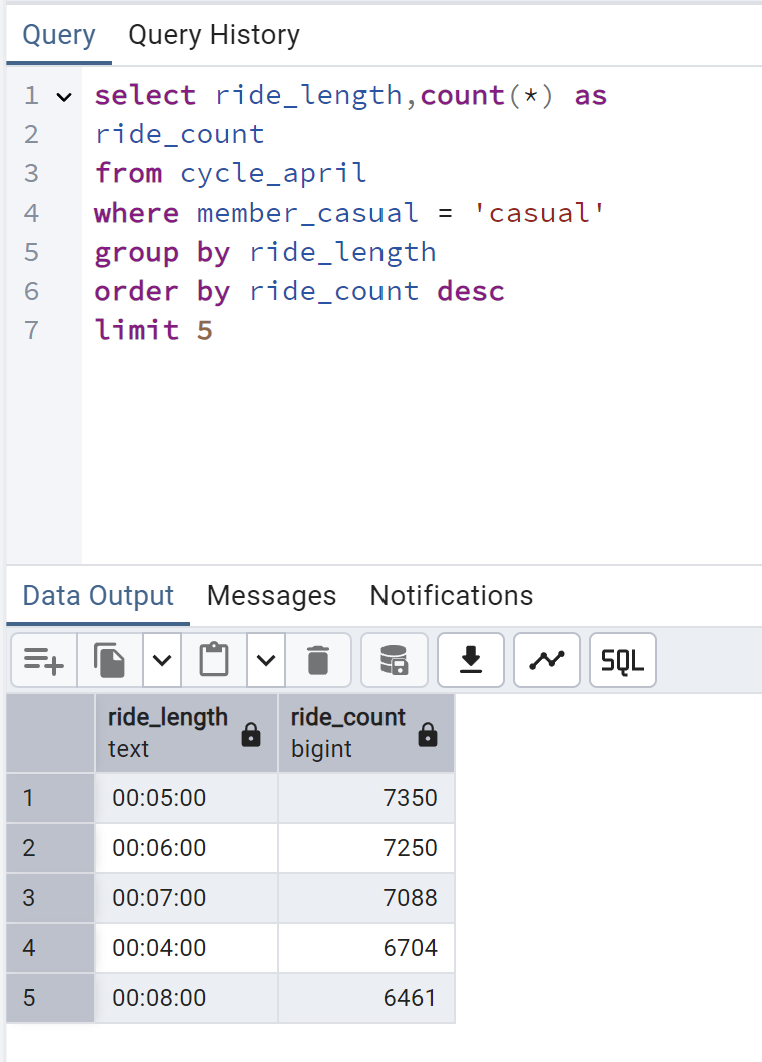 Query Query History
1 select ride_length,count(*) as
2 ride_count
3 from cycle_april
4 where member_casual = 'casual'
5 group by ride_length
6 order by ride_count desc
7 limit 5
Data Output Messages Notifications
SQL
ride_length ride_count
text bigint
1 00:05:00 7350
2 00:06:00 7250
3 00:07:00 7088
4 00:04:00 6704
5 00:08:00 6461